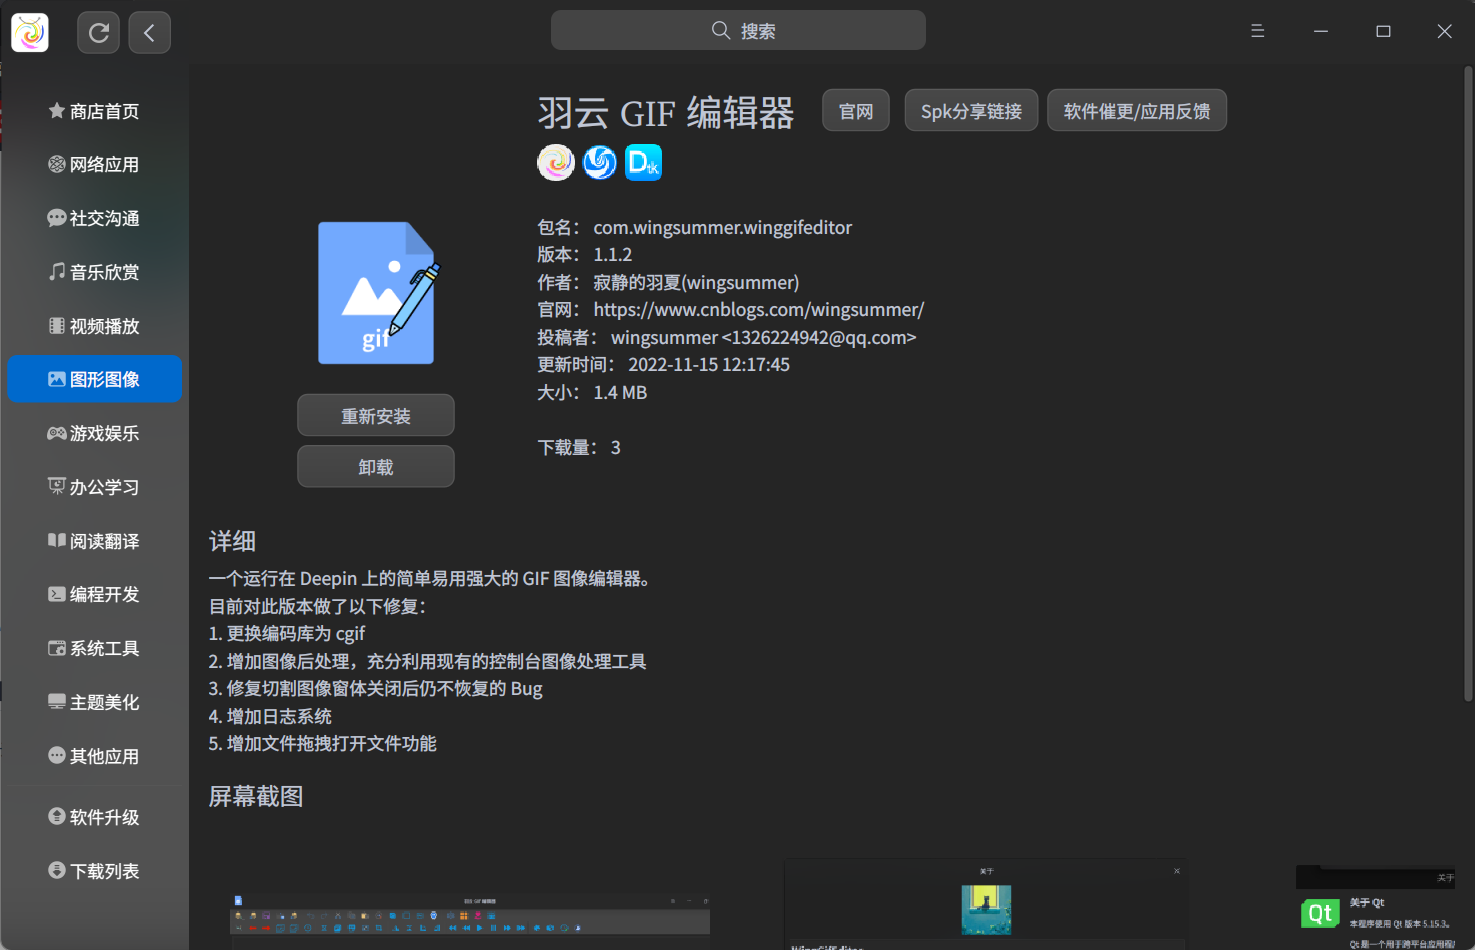 搜索
商店首页
网络应用
社交沟通
音乐欣赏
视频播放
图形图像
游戏娱乐
办公学习
阅读翻译
编程开发
系统工具
主题美化
其他应用
软件升级
下载列表
羽云 GIF 编辑器
官网
Spk分享链接
软件催更/应用反馈
Dtk
gif
重新安装
卸载
包名： com.wingsummer.winggifeditor
版本： 1.1.2
作者： 寂静的羽夏(wingsummer)
官网： https://www.cnblogs.com/wingsummer/
投稿者： wingsummer <1326224942@qq.com>
更新时间： 2022-11-15 12:17:45
大小： 1.4 MB
下载量： 3
详细
一个运行在 Deepin 上的简单易用强大的 GIF 图像编辑器。
目前对此版本做了以下修复：
1. 更换编码库为 cgif
2. 增加图像后处理，充分利用现有的控制台图像处理工具
3. 修复切割图像窗体关闭后仍不恢复的 Bug
4. 增加日志系统
5. 增加文件拖拽打开文件功能
屏幕截图
羽云 GIF 编辑器
关于
WingGifEditor
关于
Qt
关于 Qt
本程序使用 Qt 版本 5.15.3。
Qt 是一个用于跨平台应用程